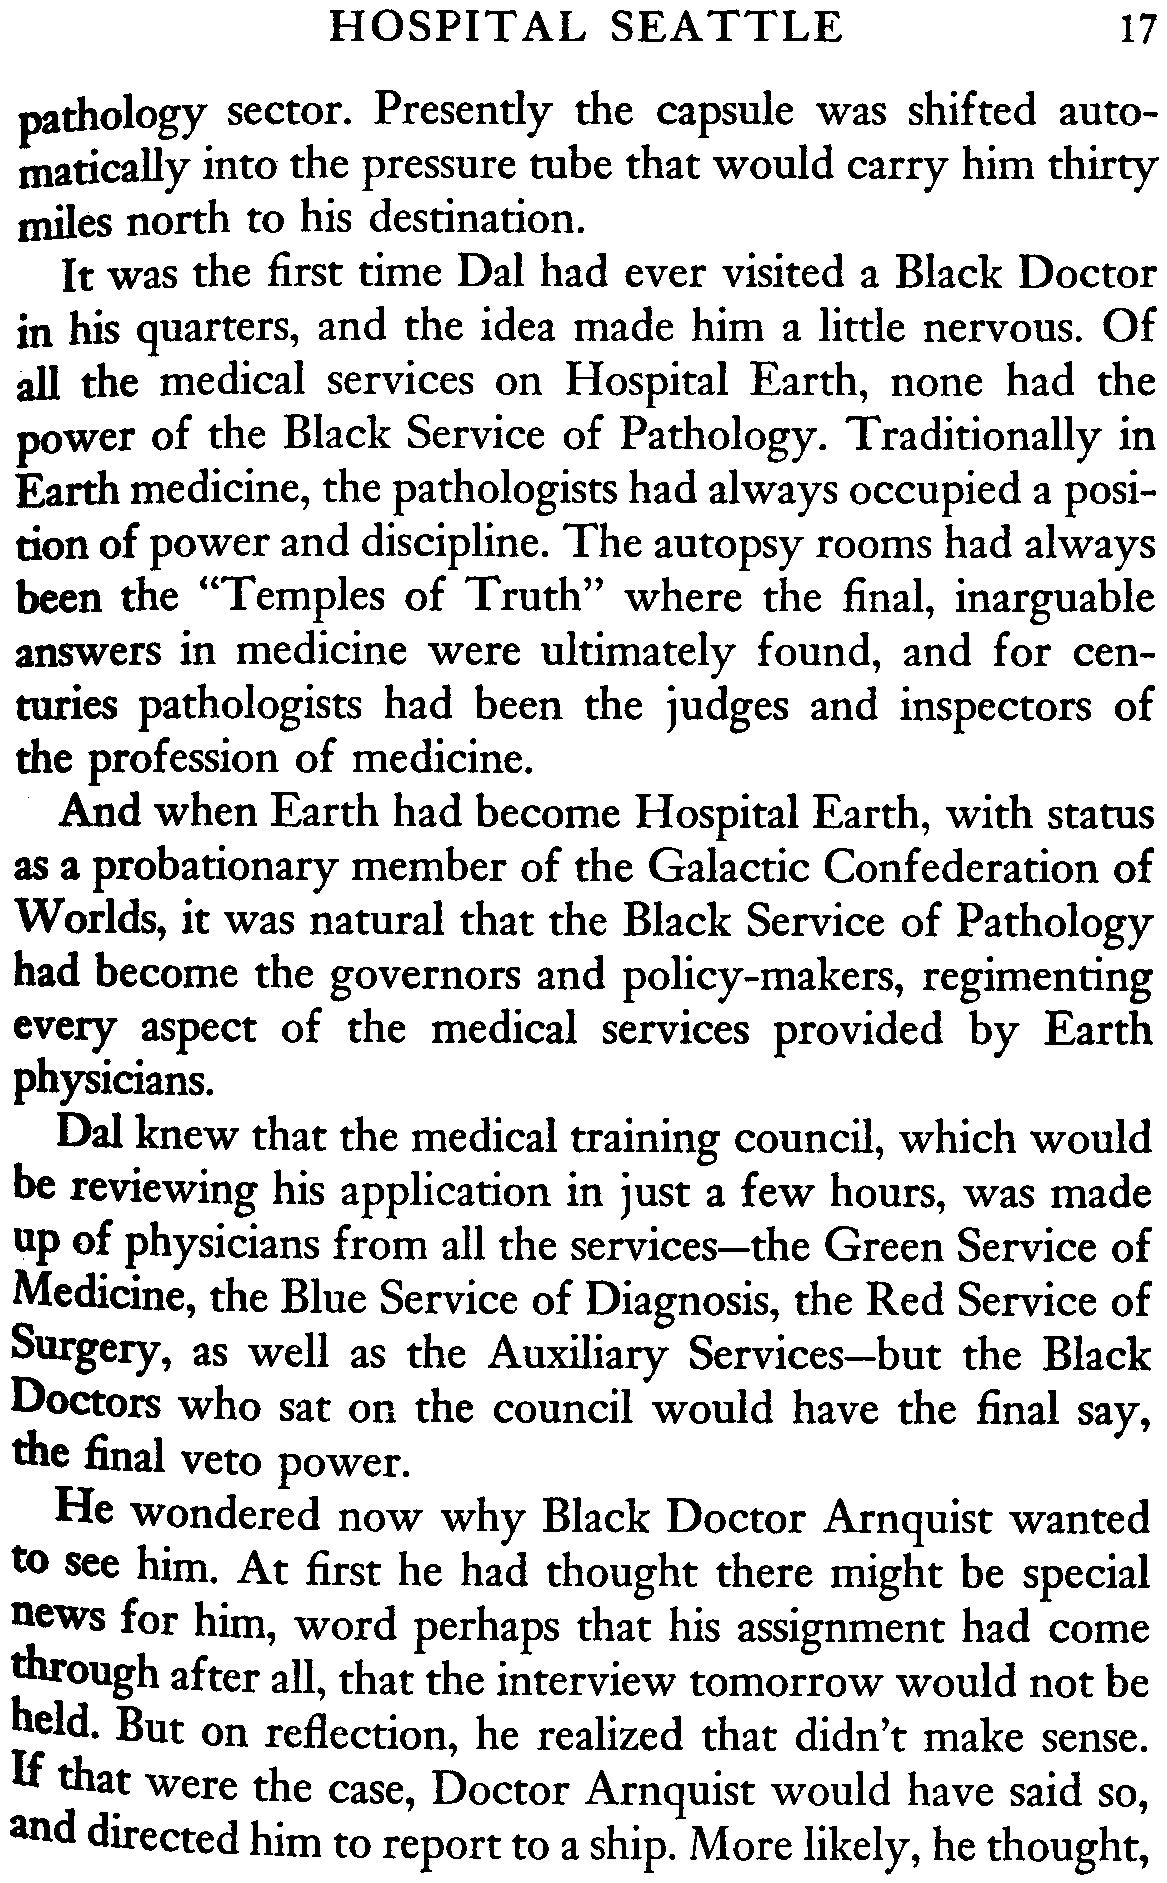 HOSPITAL SEATTLE 17
pathology sector. Presently the capsule was shifted auto-
matically into the pressure tube that would carry him thirty
miles north to his destination.
It was the first time Dal had ever visited a Black Doctor
in his quarters, and the idea made him a little nervous. Of
all the medical services on Hospital Earth, none had the
power of the Black Service of Pathology. Traditionally in
Earth medicine, the pathologists had always occupied a posi-
tion of power and discipline. The autopsy rooms had always
been the “Temples of Truth” where the final, inarguable
answers in medicine were ultimately found, and for cen-
turies pathologists had been the judges and inspectors of
the profession of medicine.
And when Earth had become Hospital Earth, with status
as a probationary member of the Galactic Confederation of
Worlds, it was natural that the Black Service of Pathology
had become the governors and policy-makers, regimenting
every aspect of the medical services provided by Earth
physicians.
Dal knew that the medical training council, which would
be reviewing his application in just a few hours, was made
up of physicians from all the services—the Green Service of
Medicine, the Blue Service of Diagnosis, the Red Service of
Surgery, as well as the Auxiliary Services—but the Black
Doctors who sat on the council would have the final say,
the final veto power.
He wondered now why Black Doctor Arnquist wanted
to see him. At first he had thought there might be special
news for him, word perhaps that his assignment had come
through after all, that the interview tomorrow would not be
held. But on reflection, he realized that didn’t make sense.
If that were the case, Doctor Arnquist would have said so,
and directed him to report to a ship. More likely, he thought,